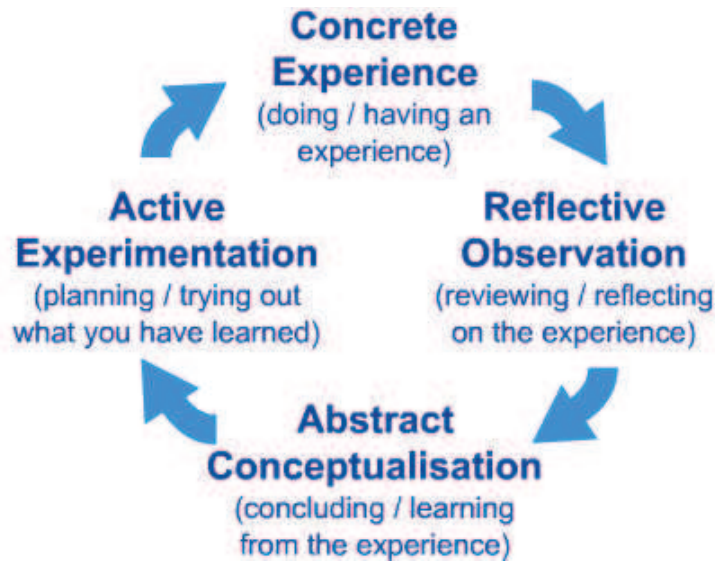 Concrete
Experience
(doing / having an
experience)
Reflective
Observation
(reviewing / reflecting
on the experience)
Abstract
Conceptualisation
(concluding / learning
from the experience)
Active
Experimentation
(planning / trying out
what you have learned)